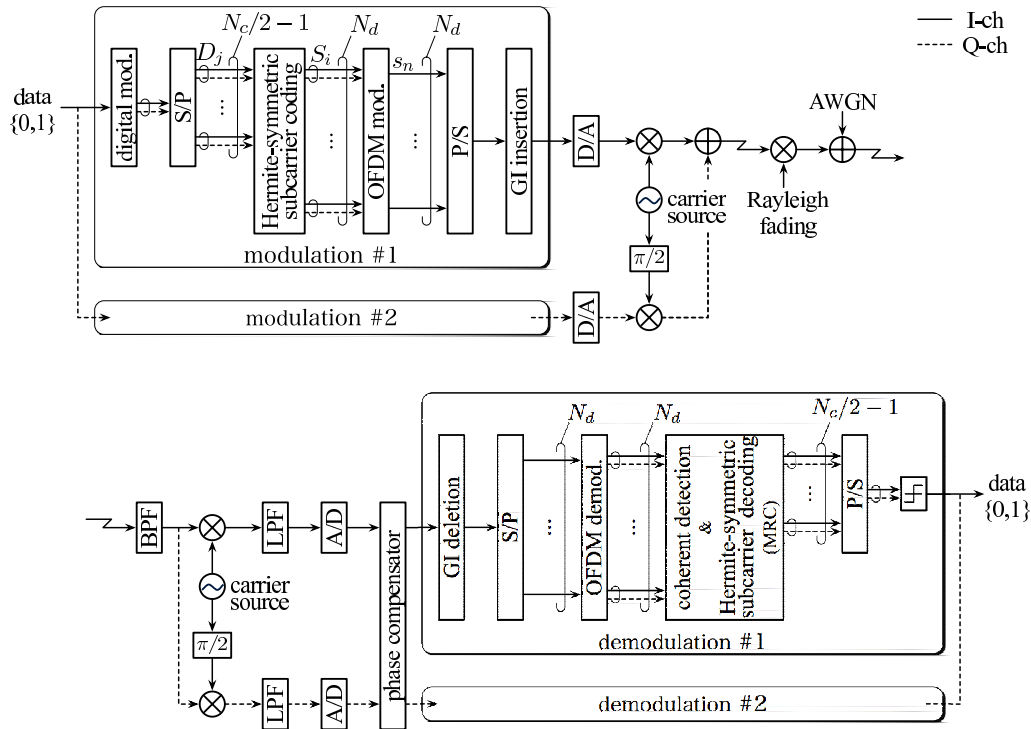 I-ch
Q-ch
N_c/2 − 1
N_d
N_d
D_j
S_i
s_n
data
{0,1}
digital mod.
S/P
...
Hermite-symmetric
subcarrier coding
...
OFDM mod.
...
P/S
GI insertion
D/A
AWGN
carrier
source
Rayleigh
fading
π/2
modulation #1
modulation #2
D/A
N_d
N_d
N_c/2 − 1
BPF
LPF
A/D
phase compensator
GI deletion
S/P
...
OFDM demod.
...
coherent detection
&
Hermite-symmetric
subcarrier decoding
(MRC)
...
P/S
data
{0,1}
carrier
source
π/2
LPF
A/D
demodulation #1
demodulation #2